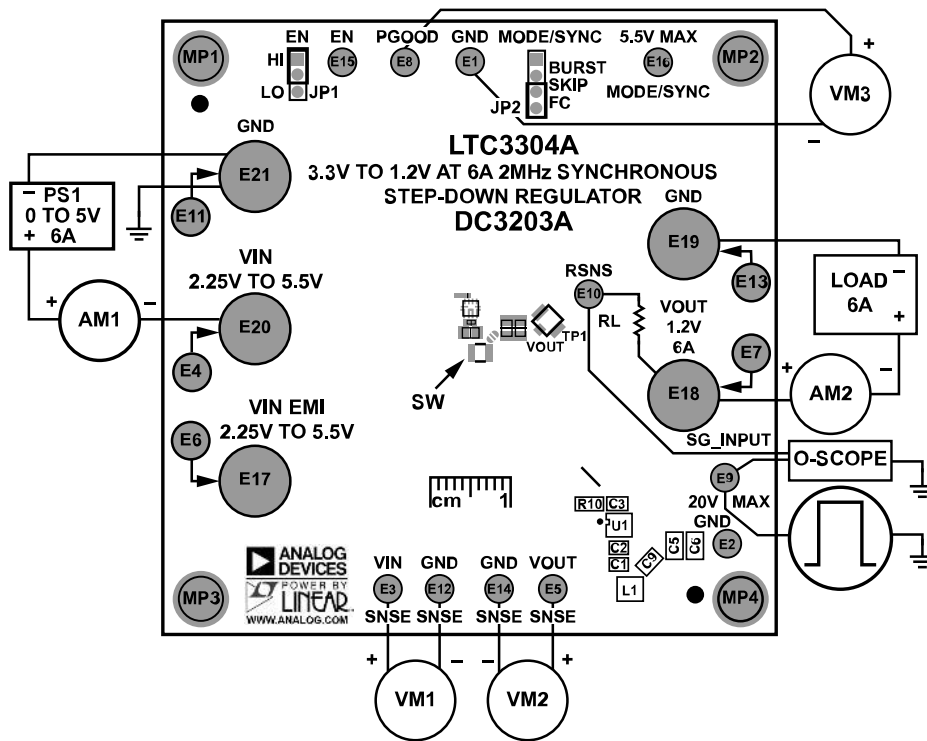 EN EN PGOOD GND MODE/SYNC 5.5V MAX
MP1 HI E15 E8 E1 BURST E16 MP2 +
SKIP MODE/SYNC VM3
LO JP1 JP2 FC
-
GND LTC3304A
E21 3.3V TO 1.2V AT 6A 2MHz SYNCHRONOUS
- PS1
0 TO 5V
+ 6A
E11 STEP-DOWN REGULATOR GND
DC3203A
E19
VIN
2.25V TO 5.5V
RSNS
E10 E13 LOAD -
6A
+
+ AM1 - E20 RL VOUT
1.2V
6A
TP1
VOUT E7
E4 SW E18 + AM2 -
VIN EMI
2.25V TO 5.5V
E6 SG_INPUT
O-SCOPE
E17 E9
cm 1 20V MAX
R10 C3 GND
U1 E2
C2 C9 C5 C6
C1
L1
ANALOG
DEVICES
POWER BY
LINEAR
WWW.ANALOG.COM
VIN GND GND VOUT
MP3 E3 E12 E14 E5 MP4
SNSE SNSE SNSE SNSE
+ VM1 - - VM2 +